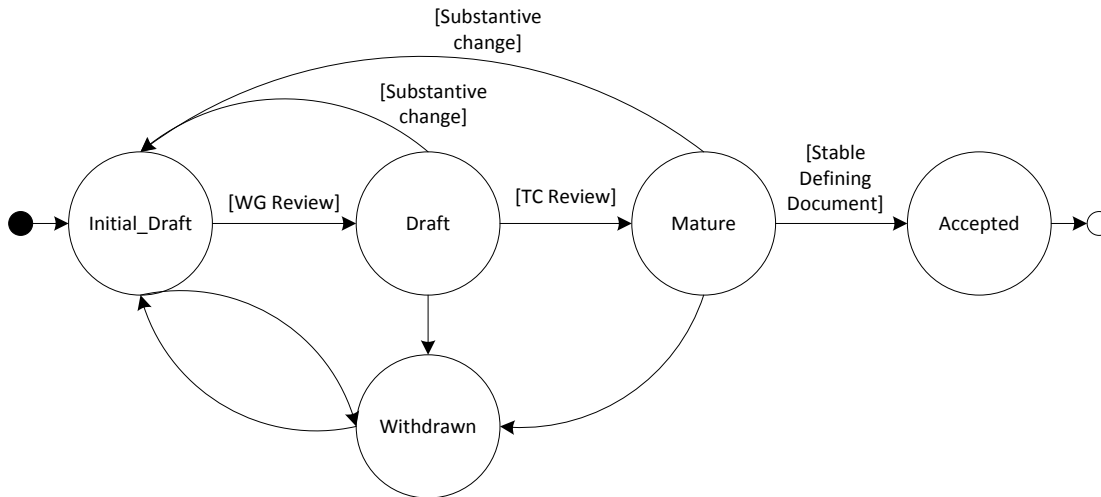 [Substantive
change]
[Substantive
change]
[Stable
Defining
Document]
[WG Review]
[TC Review]
Initial_Draft
Draft
Mature
Accepted
Withdrawn